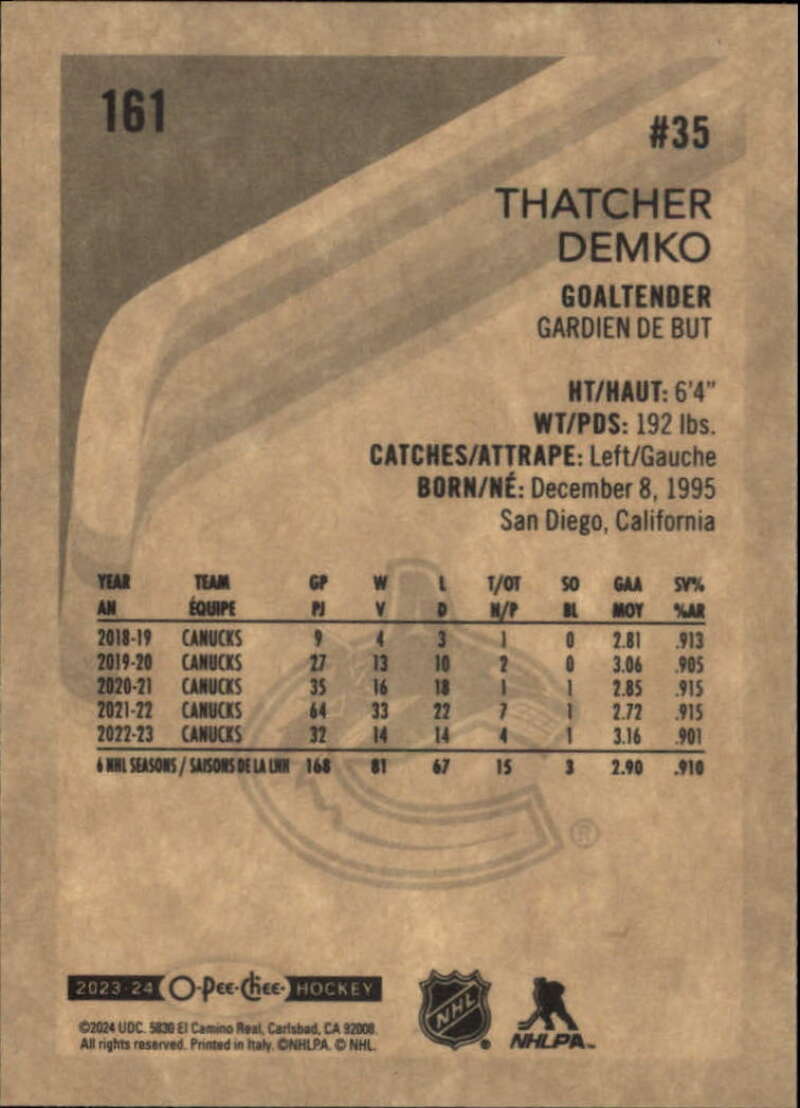 161
#35
THATCHER
DEMKO
GOALTENDER
GARDIEN DE BUT
HT/HAUT: 6'4"
WT/PDS: 192 lbs.
CATCHES/ATTRAPE: Left/Gauche
BORN/NÉ: December 8, 1995
San Diego, California
YEAR TEAM GP W L T/OT SO GAA SV%
AN ÉQUIPE PJ V D N/P BL MOY %AR
2018-19 CANUCKS 9 4 3 1 0 2.81 .913
2019-20 CANUCKS 27 13 10 2 0 3.06 .905
2020-21 CANUCKS 35 16 18 1 1 2.85 .915
2021-22 CANUCKS 64 33 22 7 1 2.72 .915
2022-23 CANUCKS 32 14 14 4 1 3.16 .901
6 NHL SEASONS / SAISONS DE LA LNH 168 81 67 15 3 2.90 .910
®
2023-24 O-Pee-Chee HOCKEY
©2024 UDC. 5830 El Camino Real, Carlsbad, CA 92008.
All rights reserved. Printed in Italy. ©NHLPA. © NHL.
NHL
NHLPA